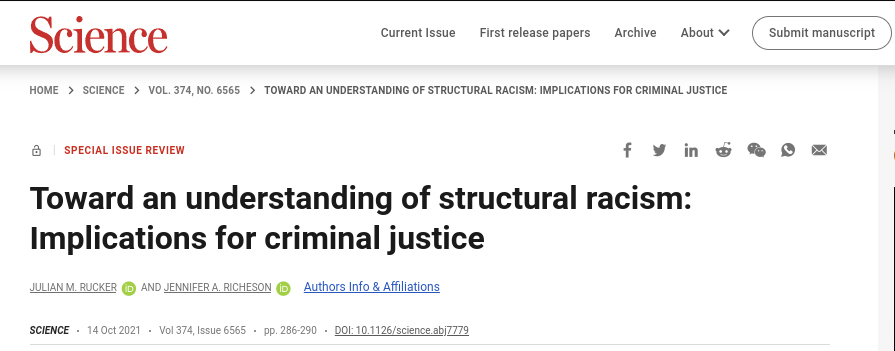 Science
Current Issue First release papers Archive About Submit manuscript
HOME > SCIENCE > VOL. 374, NO. 6565 > TOWARD AN UNDERSTANDING OF STRUCTURAL RACISM: IMPLICATIONS FOR CRIMINAL JUSTICE
SPECIAL ISSUE REVIEW
Toward an understanding of structural racism:
Implications for criminal justice
JULIAN M. RUCKER iD AND JENNIFER A. RICHESON iD Authors Info & Affiliations
SCIENCE • 14 Oct 2021 • Vol 374, Issue 6565 • pp. 286-290 • DOI: 10.1126/science.abj7779